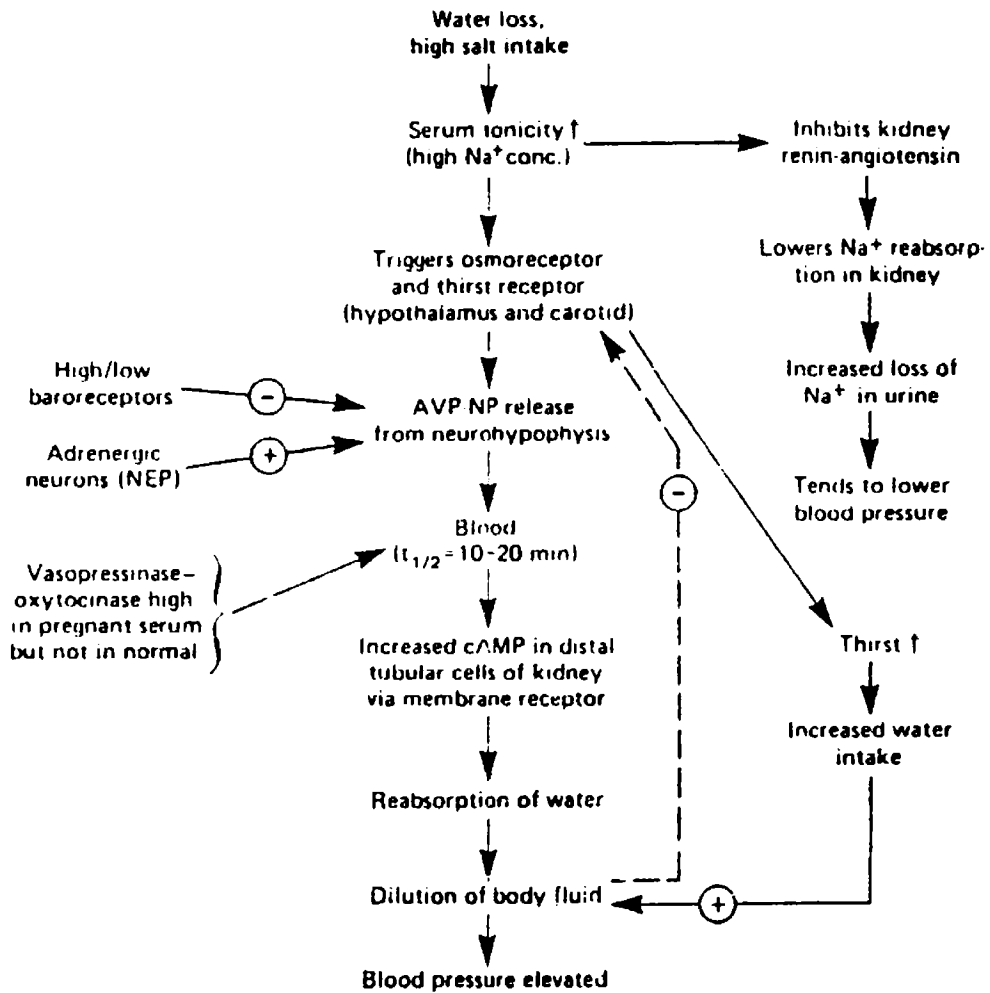 Water loss,
high salt intake
Serum ionicity ↑
(high Na⁺ conc.)
Inhibits kidney
renin-angiotensin
Lowers Na⁺ reabsorp-
tion in kidney
Increased loss of
Na⁺ in urine
Tends to lower
blood pressure
Triggers osmoreceptor
and thirst receptor
(hypothalamus and carotid)
High/low
baroreceptors
−
Adrenergic
neurons (NEP)
+
AVP-NP release
from neurohypophysis
−
Blood
(t1/2 = 10-20 min)
Vasopressinase–
oxytocinase high
in pregnant serum
but not in normal
Increased cAMP in distal
tubular cells of kidney
via membrane receptor
Thirst ↑
Increased water
intake
Reabsorption of water
Dilution of body fluid
+
Blood pressure elevated